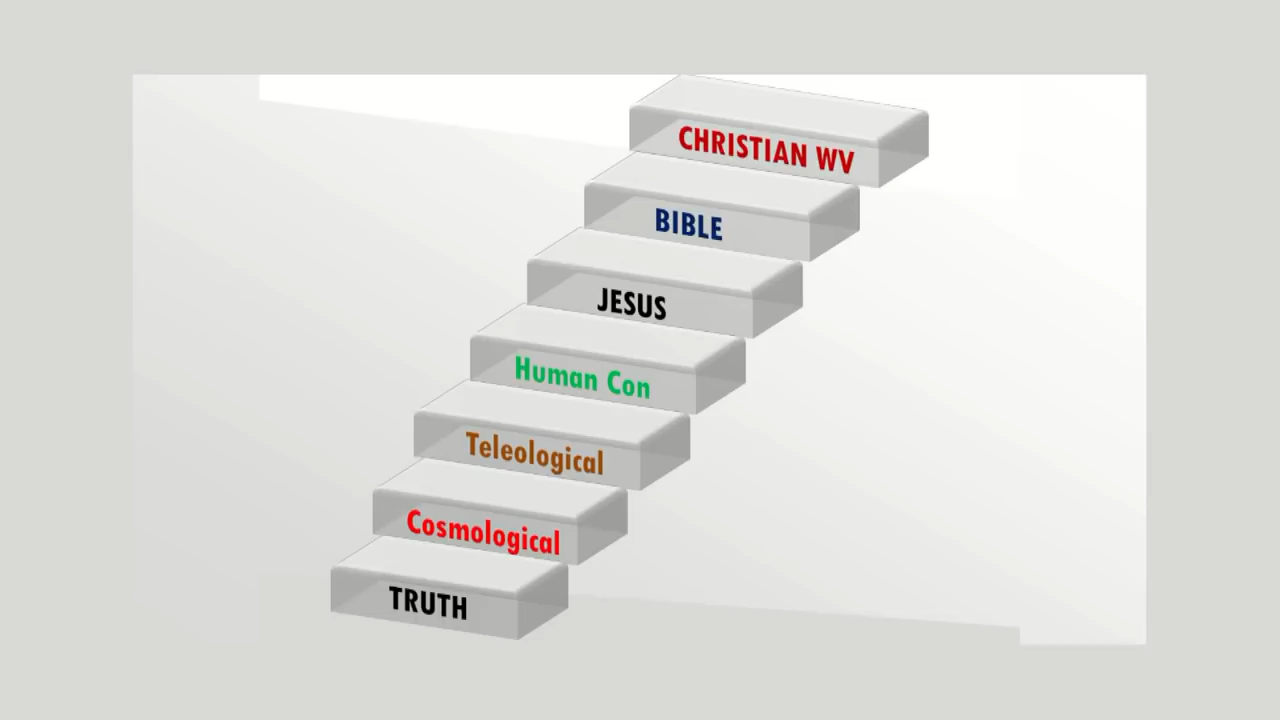 CHRISTIAN WV
BIBLE
JESUS
Human Con
Teleological
Cosmological
TRUTH